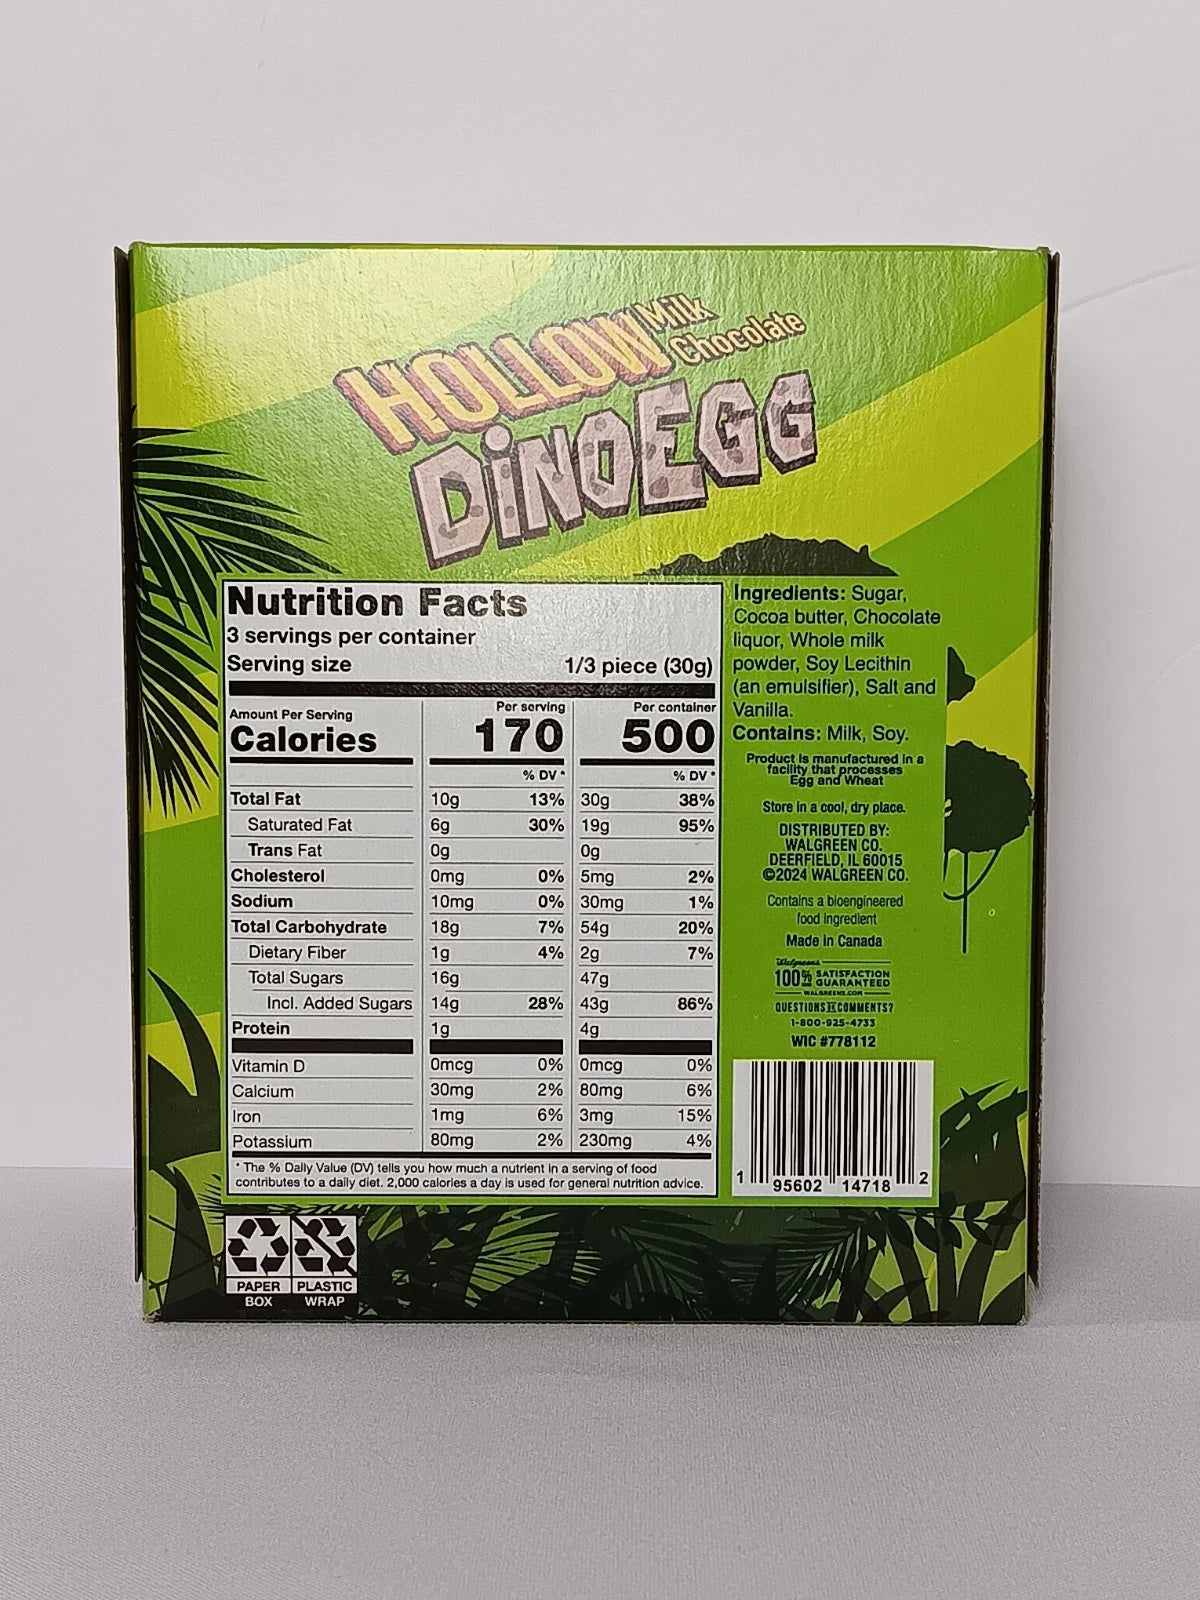 HOLLOW Milk
Chocolate
DiNOEGG
Nutrition Facts
3 servings per container
Serving size 1/3 piece (30g)
Amount Per Serving Per serving Per container
Calories 170 500
% DV* % DV*
Total Fat 10g 13% 30g 38%
Saturated Fat 6g 30% 19g 95%
Trans Fat 0g 0g
Cholesterol 0mg 0% 5mg 2%
Sodium 10mg 0% 30mg 1%
Total Carbohydrate 18g 7% 54g 20%
Dietary Fiber 1g 4% 2g 7%
Total Sugars 16g 47g
Incl. Added Sugars 14g 28% 43g 86%
Protein 1g 4g
Vitamin D 0mcg 0% 0mcg 0%
Calcium 30mg 2% 80mg 6%
Iron 1mg 6% 3mg 15%
Potassium 80mg 2% 230mg 4%
* The % Daily Value (DV) tells you how much a nutrient in a serving of food
contributes to a daily diet. 2,000 calories a day is used for general nutrition advice.
Ingredients: Sugar,
Cocoa butter, Chocolate
liquor, Whole milk
powder, Soy Lecithin
(an emulsifier), Salt and
Vanilla.
Contains: Milk, Soy.
Product is manufactured in a
facility that processes
Egg and Wheat
Store in a cool, dry place.
DISTRIBUTED BY:
WALGREEN CO.
DEERFIELD, IL 60015
©2024 WALGREEN CO.
Contains a bioengineered
food ingredient
Made in Canada
Walgreens
100% SATISFACTION
GUARANTEED
WALGREENS.COM
QUESTIONS OR COMMENTS?
1-800-925-4733
WIC #778112
1 95602 14718 2
PAPER PLASTIC
BOX WRAP